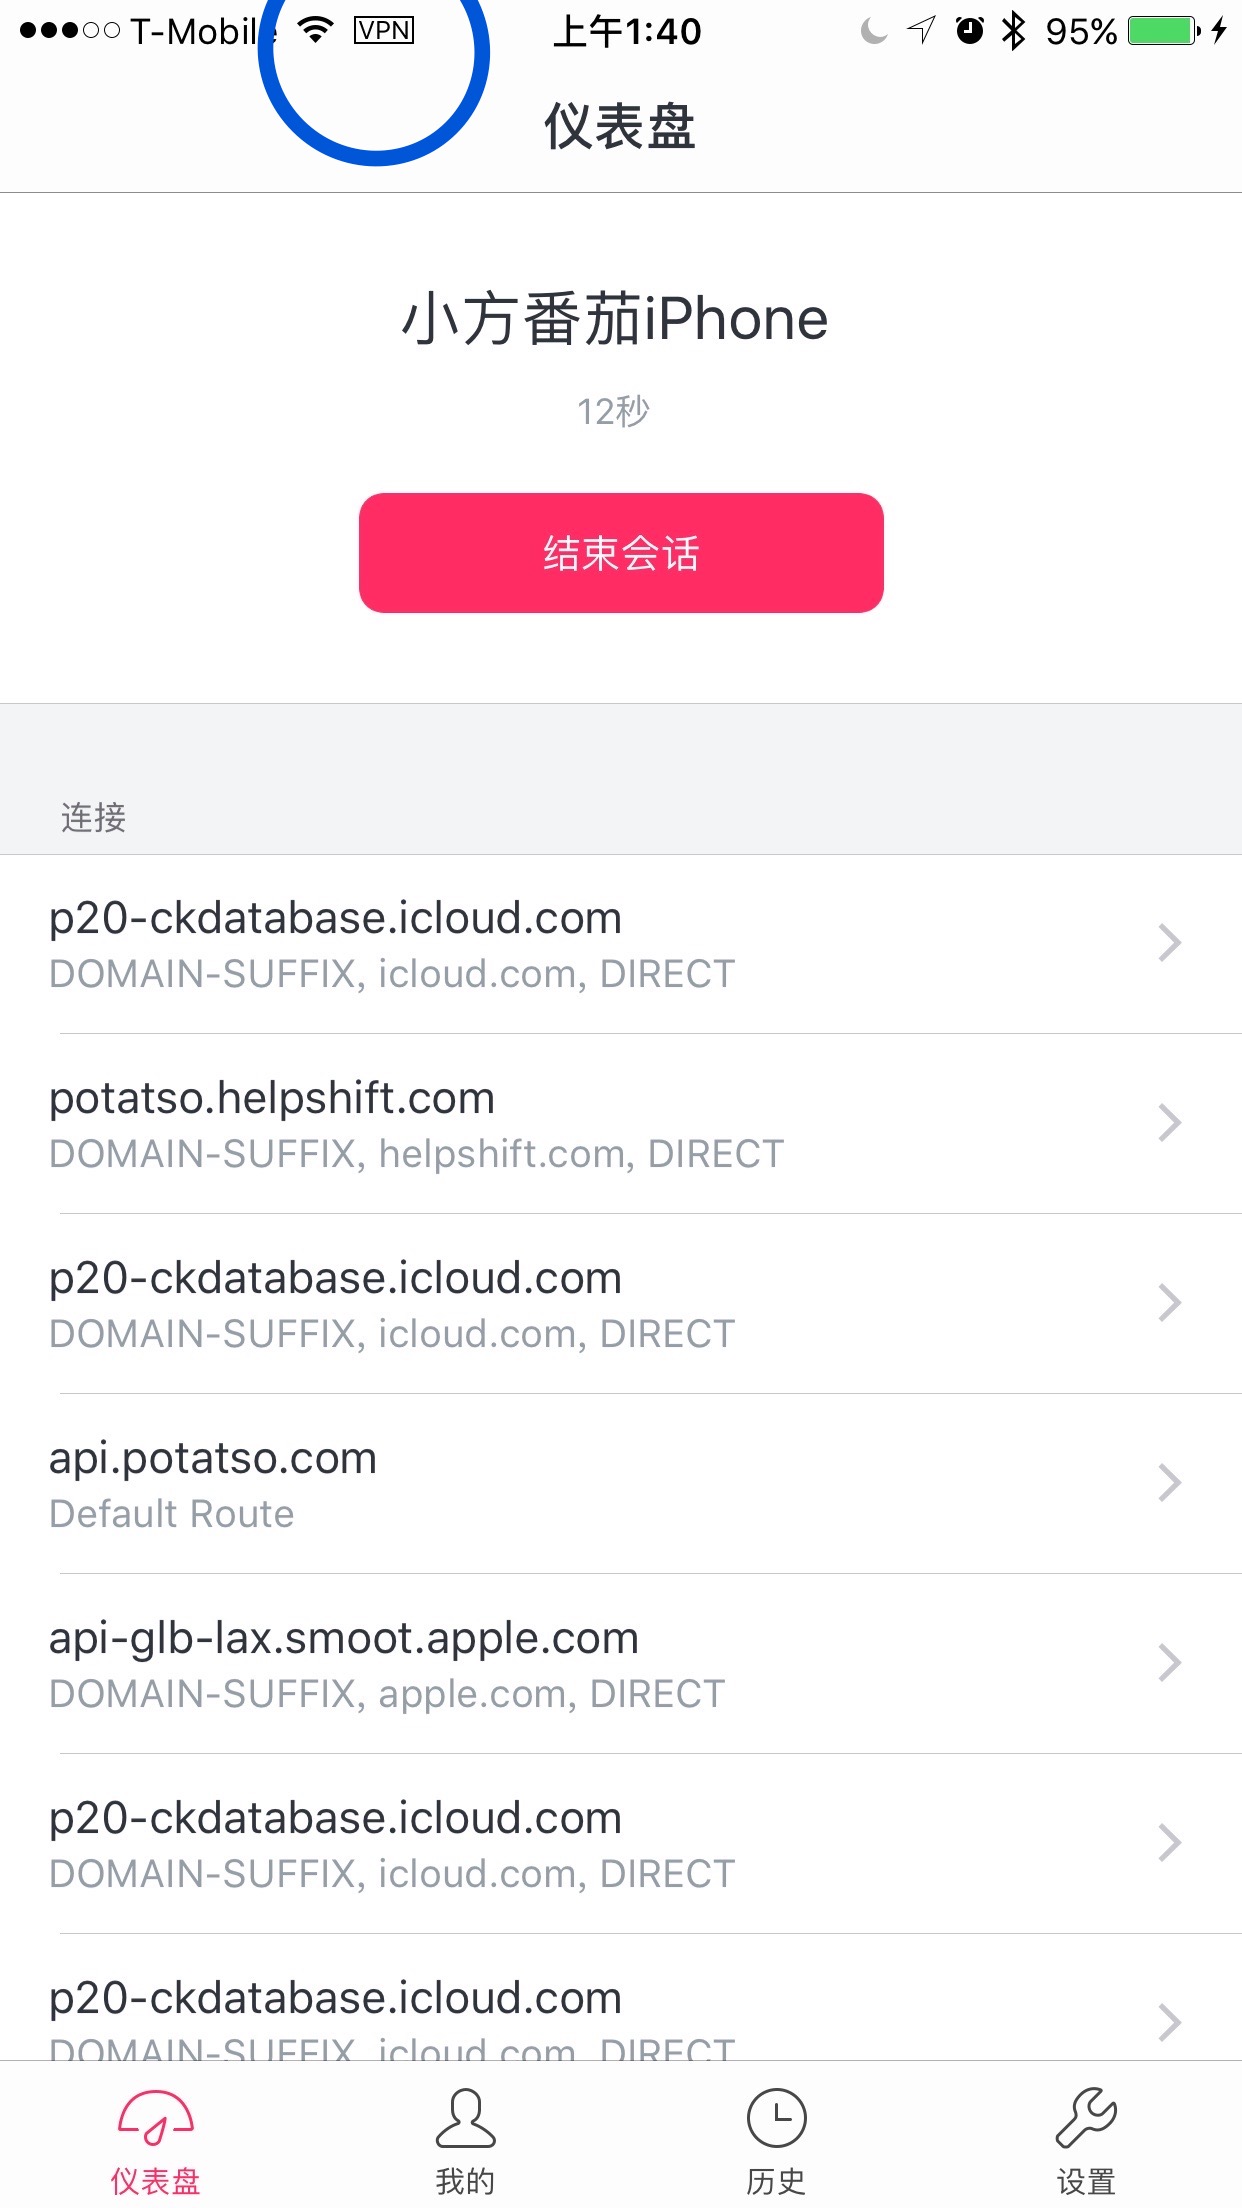 T-Mobile VPN 上午1:40 95%
仪表盘
小方番茄iPhone
12秒
结束会话
连接
p20-ckdatabase.icloud.com
DOMAIN-SUFFIX, icloud.com, DIRECT
potatso.helpshift.com
DOMAIN-SUFFIX, helpshift.com, DIRECT
p20-ckdatabase.icloud.com
DOMAIN-SUFFIX, icloud.com, DIRECT
api.potatso.com
Default Route
api-glb-lax.smoot.apple.com
DOMAIN-SUFFIX, apple.com, DIRECT
p20-ckdatabase.icloud.com
DOMAIN-SUFFIX, icloud.com, DIRECT
p20-ckdatabase.icloud.com
DOMAIN-SUFFIX, icloud.com, DIRECT
仪表盘 我的 历史 设置